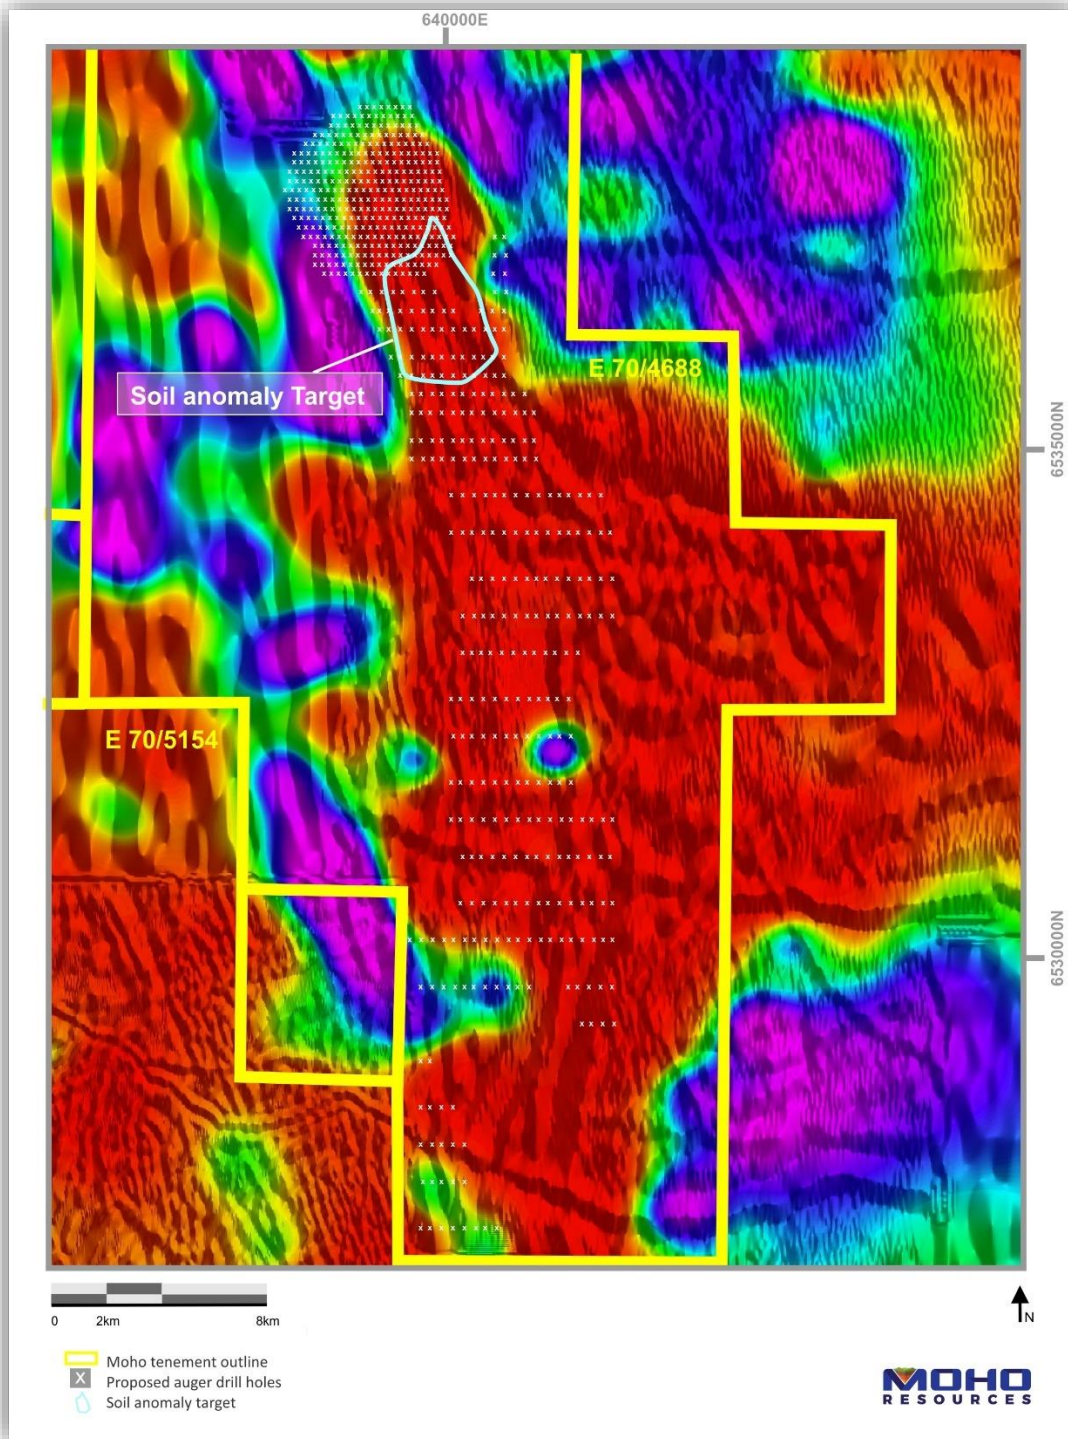 640000E
E 70/4688
Soil anomaly Target
6535000N
E 70/5154
6530000N
0 2km 8km
N
Moho tenement outline
X Proposed auger drill holes
Soil anomaly target
MOHO
RESOURCES